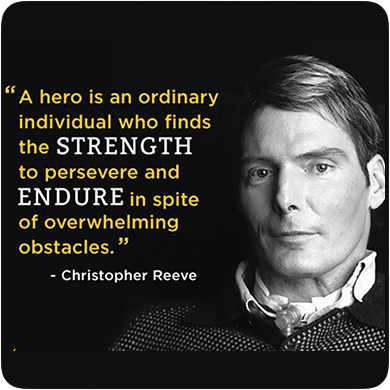 “A hero is an ordinary
individual who finds
the STRENGTH
to persevere and
ENDURE in spite
of overwhelming
obstacles.”
- Christopher Reeve